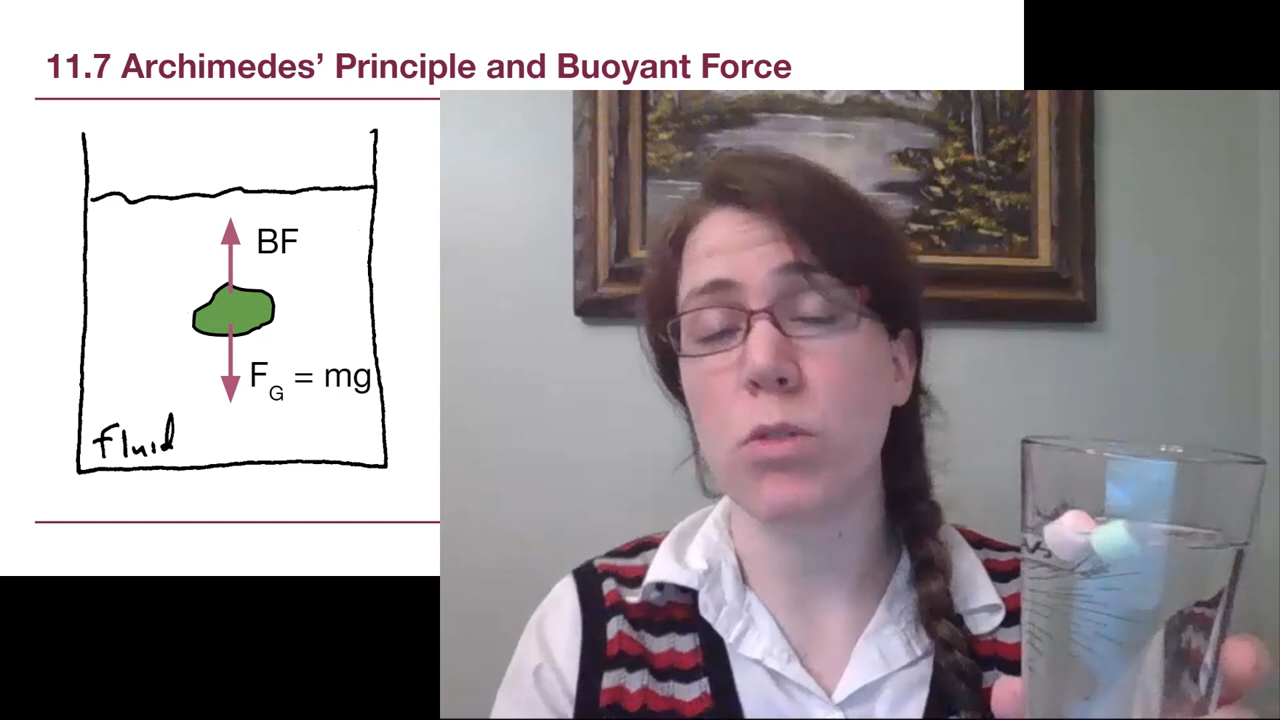 11.7 Archimedes’ Principle and Buoyant Force
BF
F_G = mg
fluid